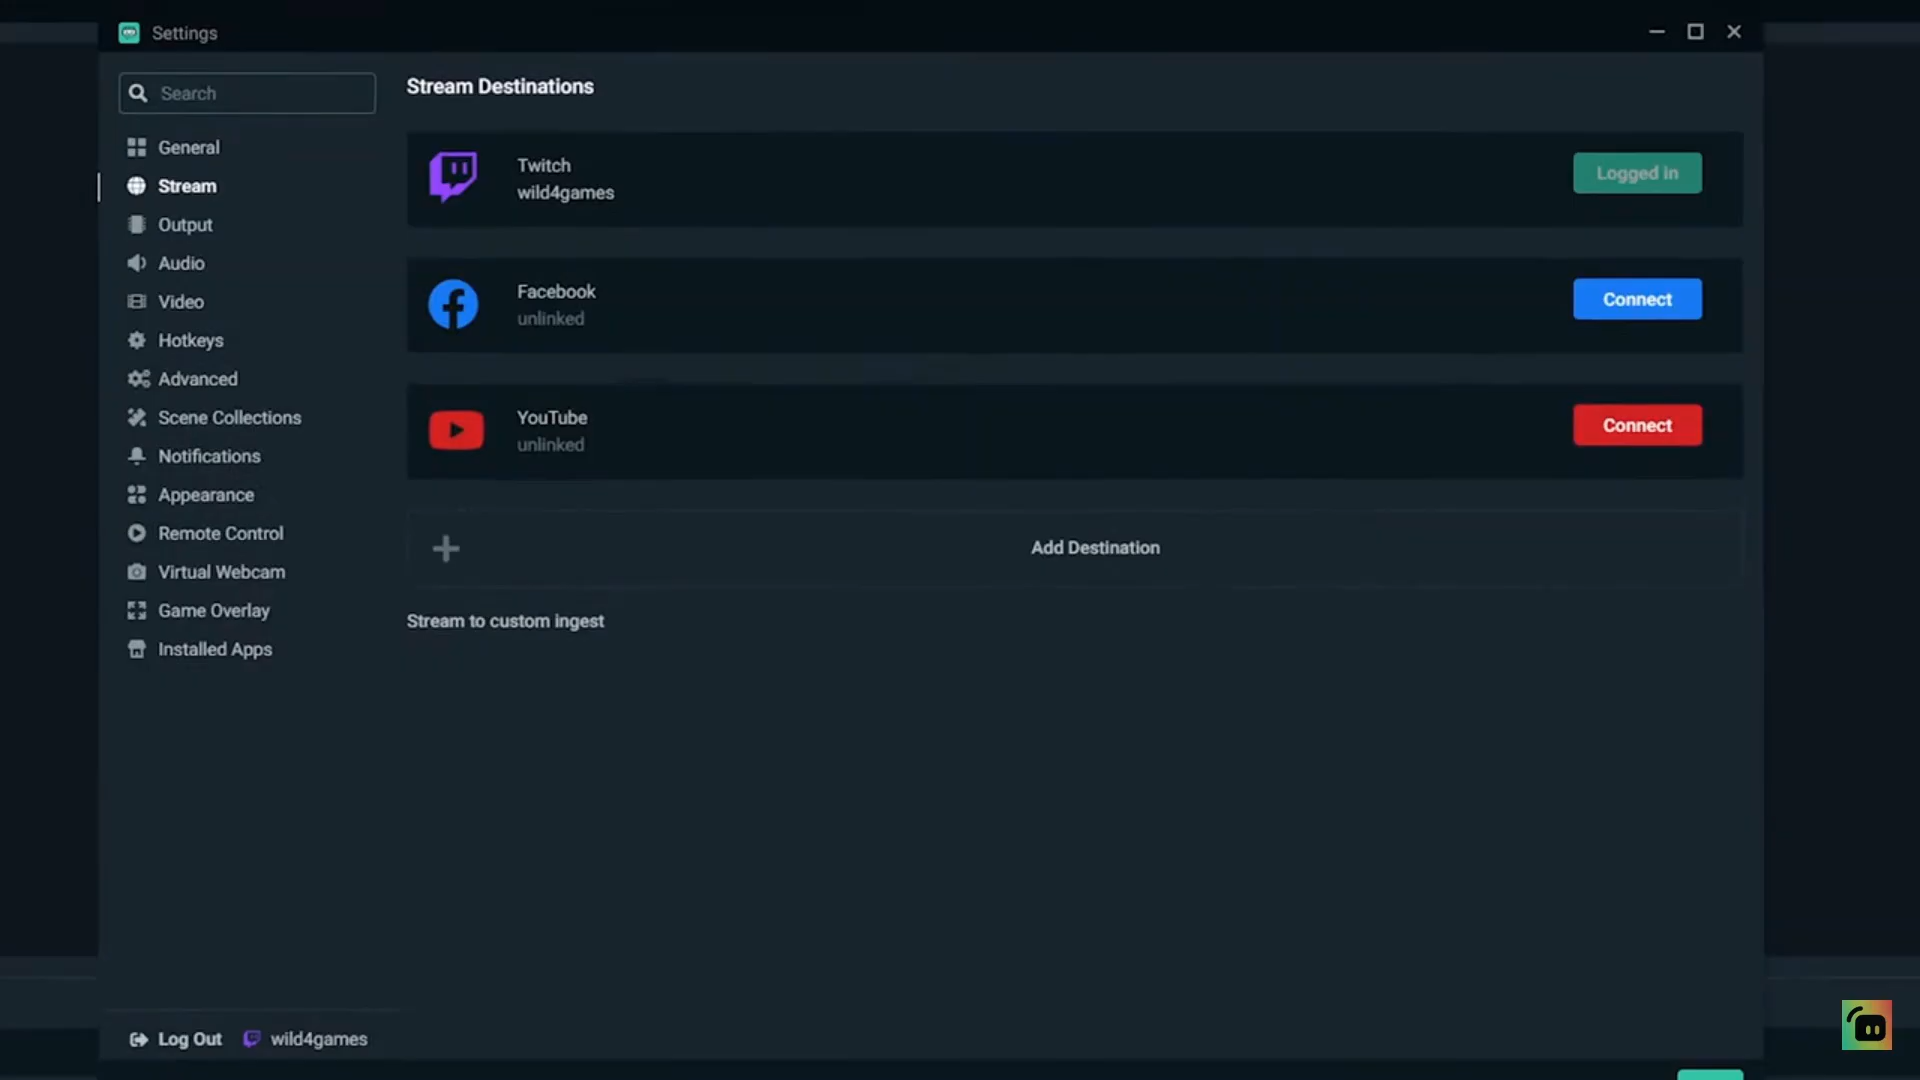 Settings
Search
General
Stream
Output
Audio
Video
Hotkeys
Advanced
Scene Collections
Notifications
Appearance
Remote Control
Virtual Webcam
Game Overlay
Installed Apps
Log Out wild4games
Stream Destinations
Twitch
wild4games
Logged in
Facebook
unlinked
Connect
YouTube
unlinked
Connect
Add Destination
Stream to custom ingest